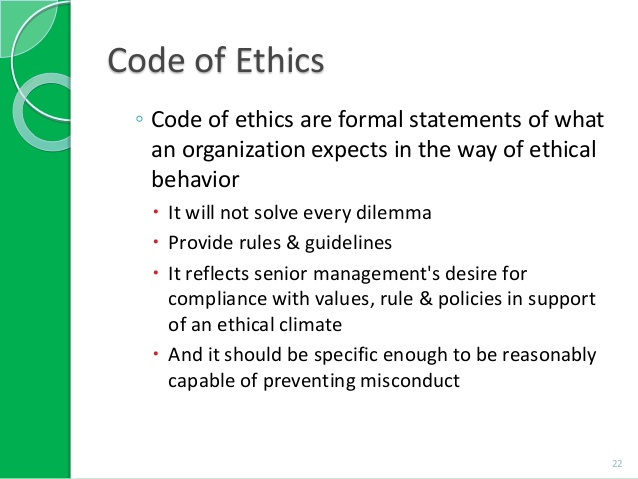 Code of Ethics
◦ Code of ethics are formal statements of what
an organization expects in the way of ethical
behavior
• It will not solve every dilemma
• Provide rules & guidelines
• It reflects senior management's desire for
compliance with values, rule & policies in support
of an ethical climate
• And it should be specific enough to be reasonably
capable of preventing misconduct
22